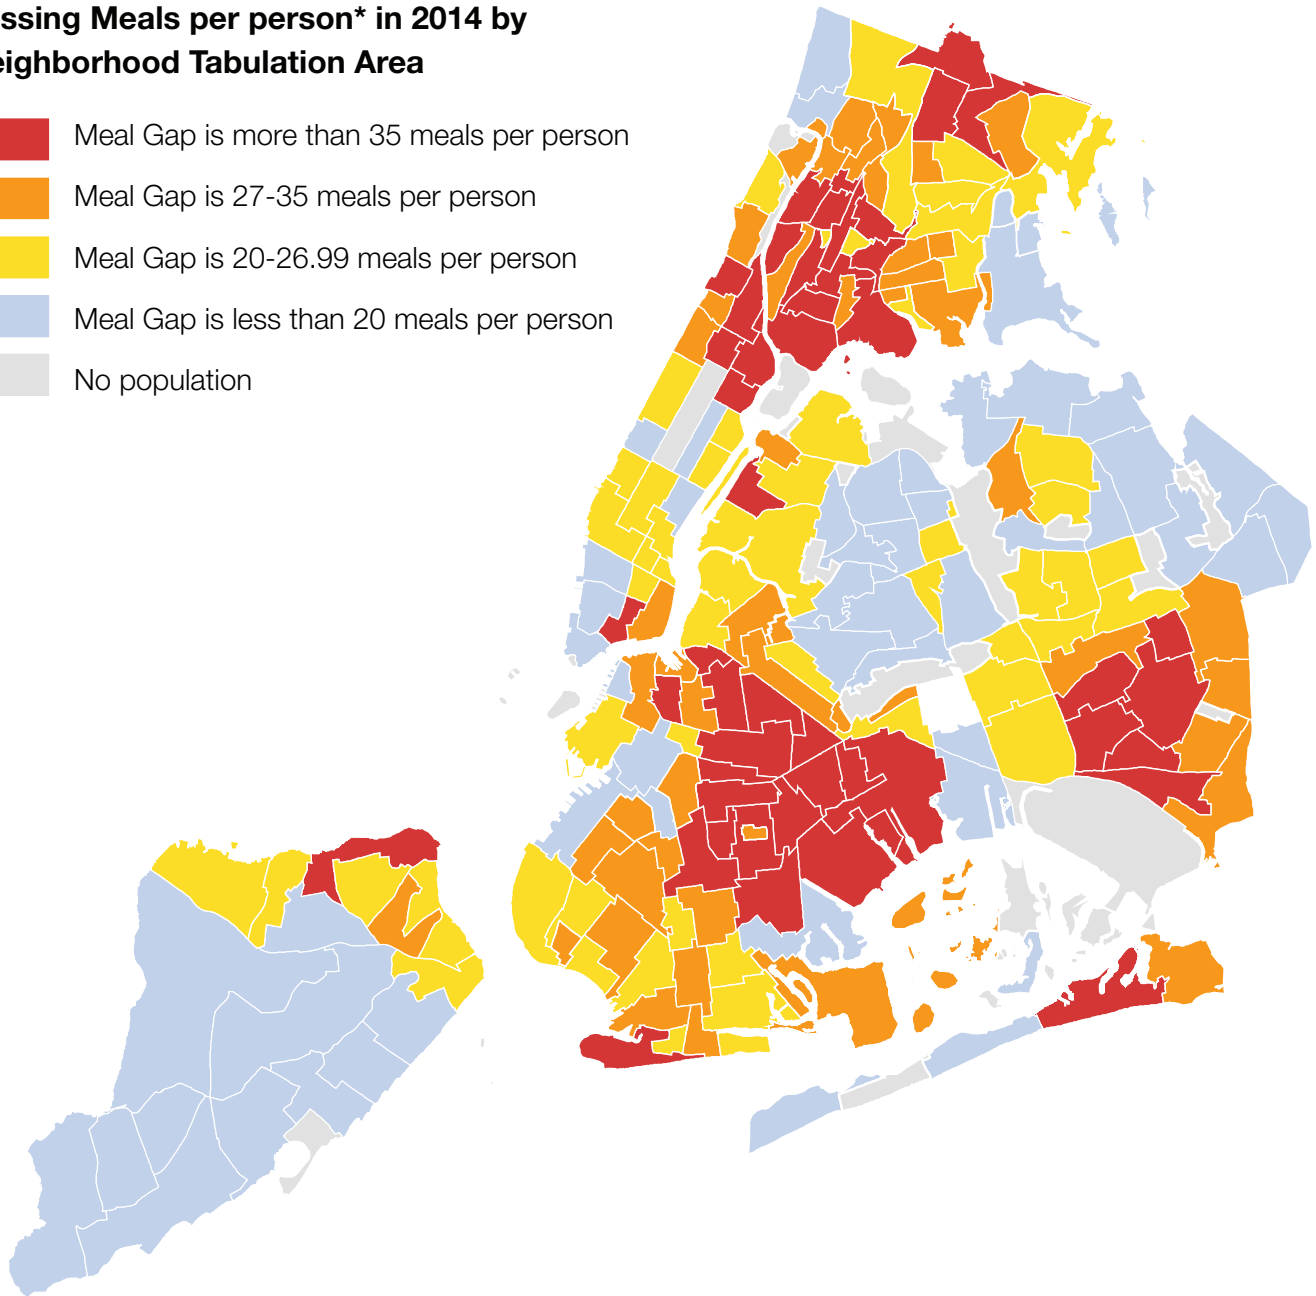 ssing Meals per person* in 2014 by
eighborhood Tabulation Area
Meal Gap is more than 35 meals per person
Meal Gap is 27-35 meals per person
Meal Gap is 20-26.99 meals per person
Meal Gap is less than 20 meals per person
No population